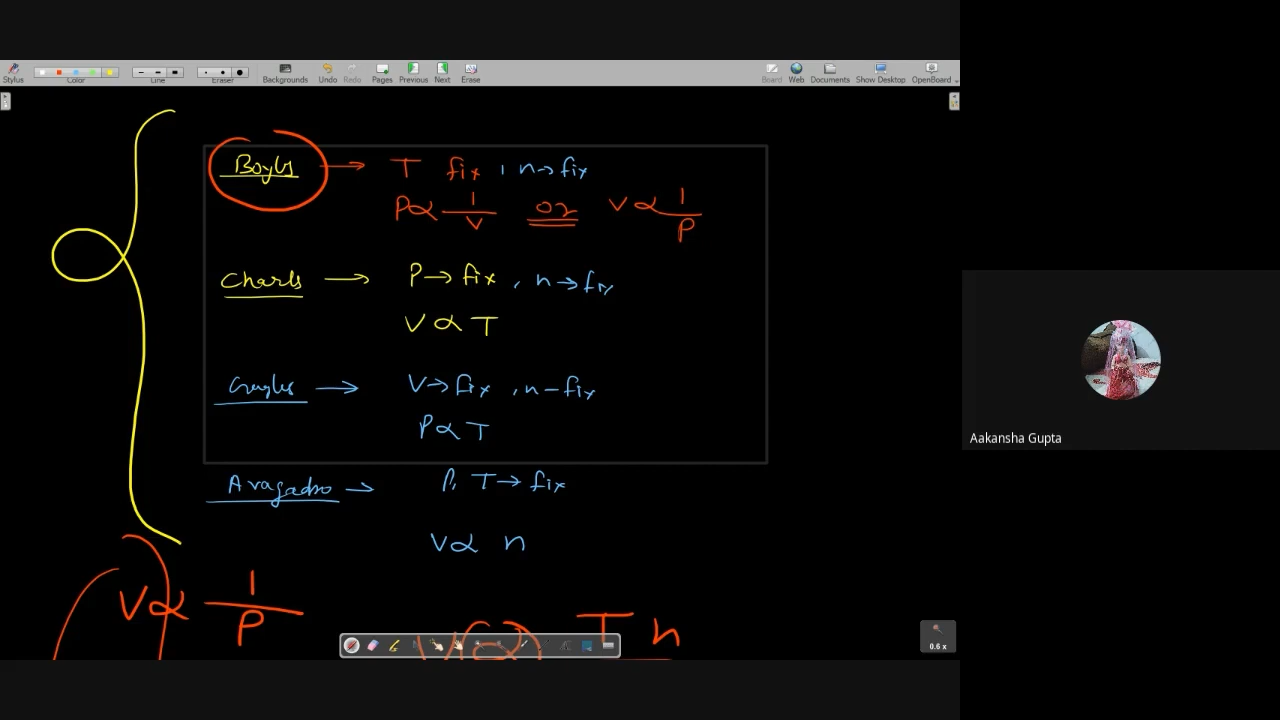 Stylus
Color
Line
Eraser
Backgrounds
Undo
Redo
Pages
Previous
Next
Erase
Board
Web
Documents
Show Desktop
OpenBoard
Boyls → T fix , n→fix
P∝ 1/V or V∝ 1/P
Charls → P→fix , n→fix
V∝T
→ V→fix , n-fix
P∝T
Avagadro → P, T→fix
V∝ n
V∝ 1/P
T n
Aakansha Gupta
0.6 x